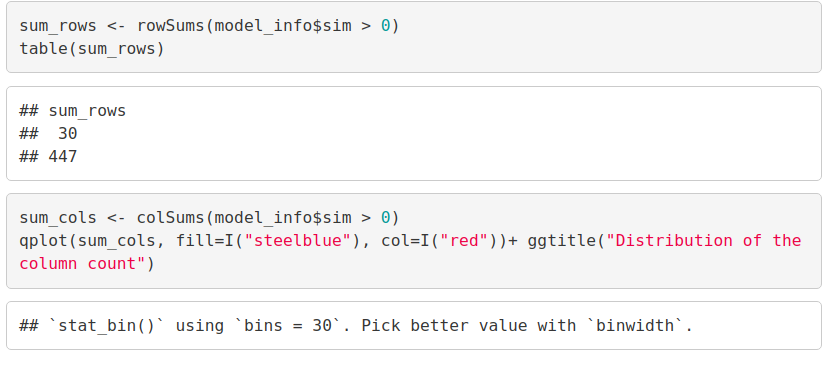 sum_rows <- rowSums(model_info$sim > 0)
table(sum_rows)
## sum_rows
##  30
## 447
sum_cols <- colSums(model_info$sim > 0)
qplot(sum_cols, fill=I("steelblue"), col=I("red"))+ ggtitle("Distribution of the
column count")
## `stat_bin()` using `bins = 30`. Pick better value with `binwidth`.